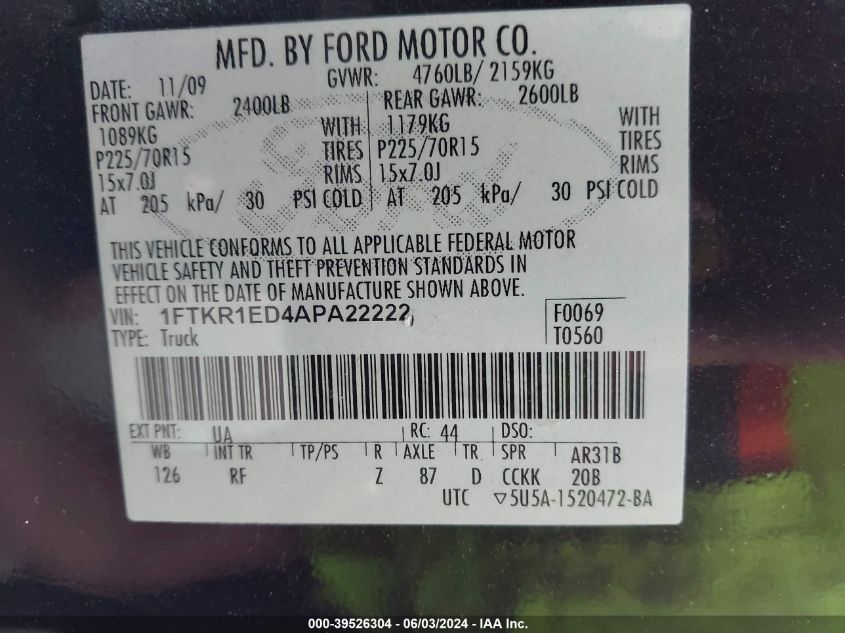 MFD. BY FORD MOTOR CO.
DATE: 11/09 GVWR: 4760LB/ 2159KG
FRONT GAWR: 2400LB REAR GAWR: 2600LB
1089KG WITH 1179KG WITH
P225/70R15 TIRES P225/70R15 TIRES
15x7.0J RIMS 15x7.0J RIMS
AT 205 kPa/ 30 PSI COLD AT 205 kPa/ 30 PSI COLD
THIS VEHICLE CONFORMS TO ALL APPLICABLE FEDERAL MOTOR
VEHICLE SAFETY AND THEFT PREVENTION STANDARDS IN
EFFECT ON THE DATE OF MANUFACTURE SHOWN ABOVE.
VIN: 1FTKR1ED4APA22222 F0069
TYPE: Truck T0560
EXT PNT: UA RC: 44 DSO:
WB INT TR TP/PS R AXLE TR SPR AR31B
126 RF Z 87 D CCKK 20B
UTC ▽5U5A-1520472-BA
000-39526304 - 06/03/2024 - IAA Inc.